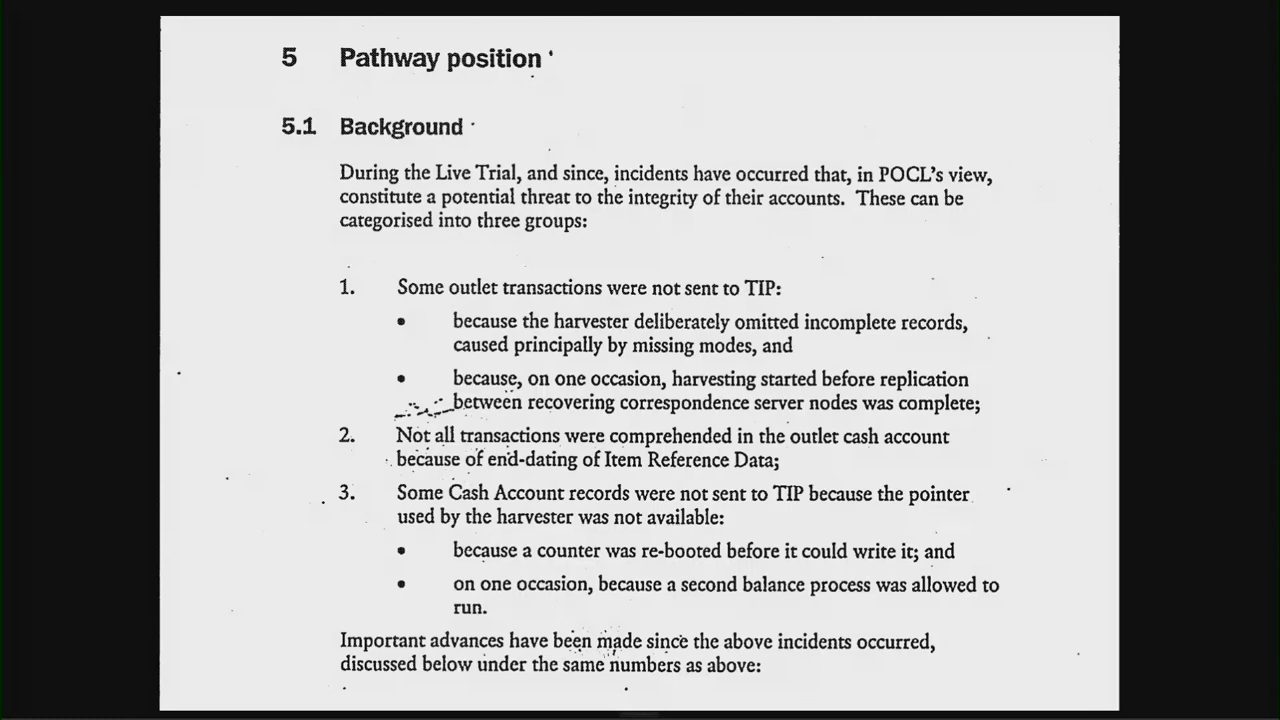 5 Pathway position
5.1 Background
During the Live Trial, and since, incidents have occurred that, in POCL's view,
constitute a potential threat to the integrity of their accounts. These can be
categorised into three groups:
1. Some outlet transactions were not sent to TIP:
• because the harvester deliberately omitted incomplete records,
caused principally by missing modes, and
• because, on one occasion, harvesting started before replication
between recovering correspondence server nodes was complete;
2. Not all transactions were comprehended in the outlet cash account
because of end-dating of Item Reference Data;
3. Some Cash Account records were not sent to TIP because the pointer
used by the harvester was not available:
• because a counter was re-booted before it could write it; and
• on one occasion, because a second balance process was allowed to
run.
Important advances have been made since the above incidents occurred,
discussed below under the same numbers as above: